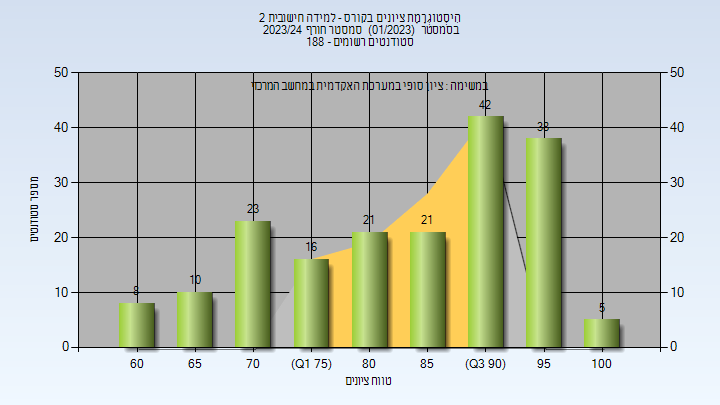 היסטוגרמת ציונים בקורס - למידה חישובית 2
בסמסטר (01/2023) סמסטר חורף 2023/24
סטודנטים רשומים - 188
במשימה : ציון סופי במערכת האקדמית במחשב המרכזי
50 50
40 40
30 30
20 20
10 10
0 0
מספר סטודנטים
8 10 23 16 21 21 42 38 5
60 65 70 (Q1 75) 80 85 (Q3 90) 95 100
טווח ציונים